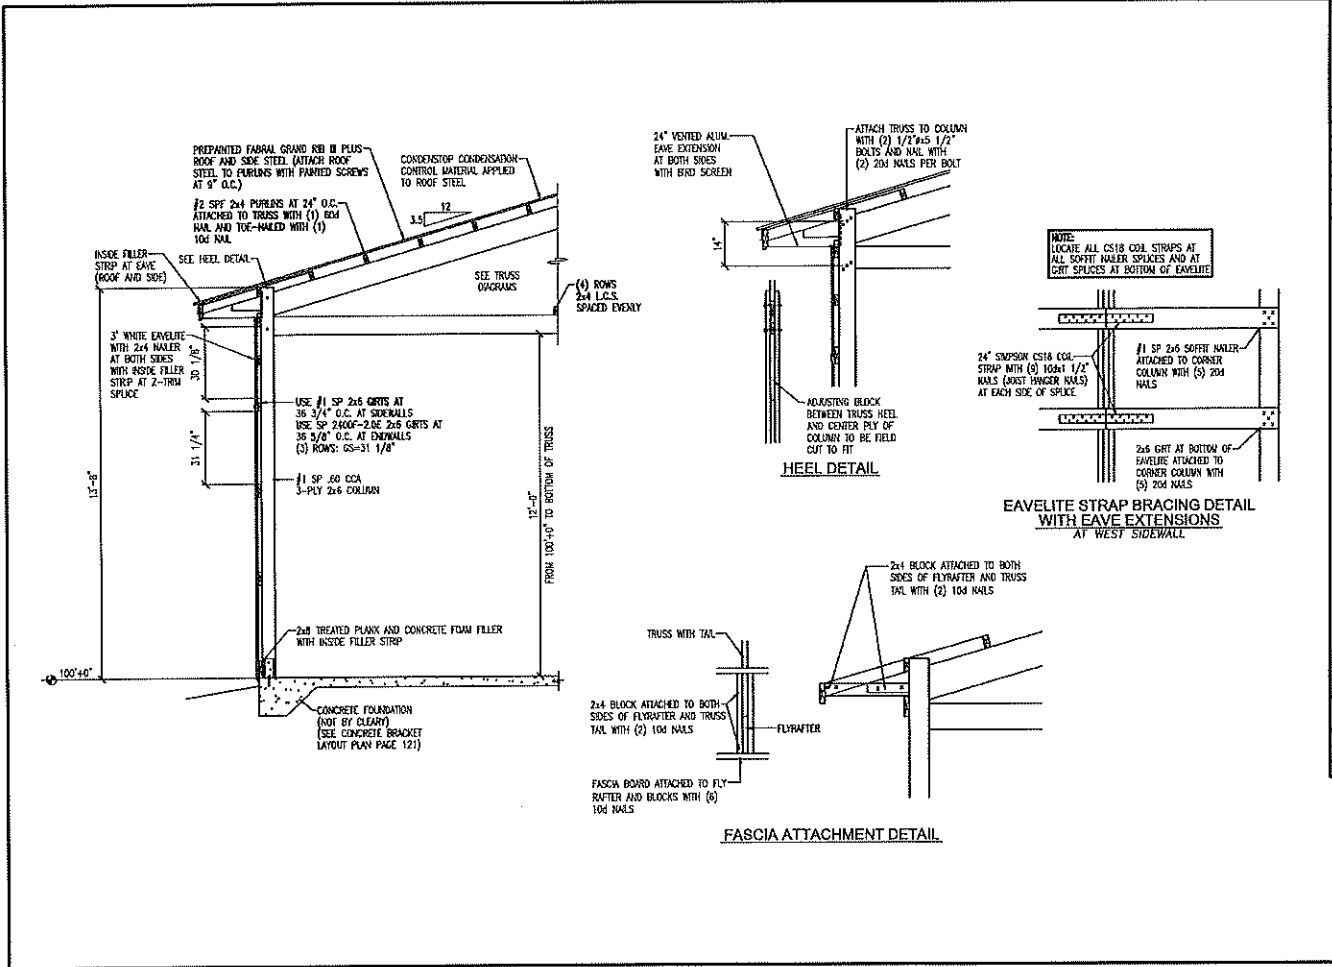 PREPAINTED FABRAL GRAND RIB III PLUS
ROOF AND SIDE STEEL (ATTACH ROOF
STEEL TO PURLINS WITH PAINTED SCREWS
AT 9" O.C.)
#2 SPF 2x4 PURLINS AT 24" O.C.
ATTACHED TO TRUSS WITH (1) 60d
NAIL AND TOE-NAILED WITH (1)
10d NAIL
CONDENSTOP CONDENSATION
CONTROL MATERIAL APPLIED
TO ROOF STEEL
12
3.5
INSIDE FILLER
STRIP AT EAVE
(ROOF AND SIDE)
SEE HEEL DETAIL
SEE TRUSS
DIAGRAMS
(4) ROWS
2x4 L.C.S.
SPACED EVENLY
3' WHITE EAVELITE
WITH 2x4 NAILER
AT BOTH SIDES
WITH INSIDE FILLER
STRIP AT Z-TRIM
SPLICE
30 1/8"
31 1/4"
13'-8"
USE #1 SP 2x6 GIRTS AT
36 3/4" O.C. AT SIDEWALLS
USE SP 2400F-2.0E 2x6 GIRTS AT
36 5/8" O.C. AT ENDWALLS
(3) ROWS: GS=31 1/8"
#1 SP .60 CCA
3-PLY 2x6 COLUMN
12'-0"
FROM 100'+0" TO BOTTOM OF TRUSS
2x8 TREATED PLANK AND CONCRETE FOAM FILLER
WITH INSIDE FILLER STRIP
100'+0"
CONCRETE FOUNDATION
(NOT BY CLEARY)
(SEE CONCRETE BRACKET
LAYOUT PLAN PAGE 121)
24" VENTED ALUM.
EAVE EXTENSION
AT BOTH SIDES
WITH BIRD SCREEN
ATTACH TRUSS TO COLUMN
WITH (2) 1/2"øx5 1/2"
BOLTS AND NAIL WITH
(2) 20d NAILS PER BOLT
14"
ADJUSTING BLOCK
BETWEEN TRUSS HEEL
AND CENTER PLY OF
COLUMN TO BE FIELD
CUT TO FIT
HEEL DETAIL
NOTE:
LOCATE ALL CS18 COIL STRAPS AT
ALL SOFFIT NAILER SPLICES AND AT
GIRT SPLICES AT BOTTOM OF EAVELITE
24" SIMPSON CS18 COIL
STRAP WITH (9) 10dx1 1/2"
NAILS (JOIST HANGER NAILS)
AT EACH SIDE OF SPLICE
#1 SP 2x6 SOFFIT NAILER
ATTACHED TO CORNER
COLUMN WITH (5) 20d
NAILS
2x6 GIRT AT BOTTOM OF
EAVELITE ATTACHED TO
CORNER COLUMN WITH
(5) 20d NAILS
EAVELITE STRAP BRACING DETAIL
WITH EAVE EXTENSIONS
AT WEST SIDEWALL
2x4 BLOCK ATTACHED TO BOTH
SIDES OF FLYRAFTER AND TRUSS
TAIL WITH (2) 10d NAILS
TRUSS WITH TAIL
2x4 BLOCK ATTACHED TO BOTH
SIDES OF FLYRAFTER AND TRUSS
TAIL WITH (2) 10d NAILS
FLYRAFTER
FASCIA BOARD ATTACHED TO FLY
RAFTER AND BLOCKS WITH (6)
10d NAILS
FASCIA ATTACHMENT DETAIL